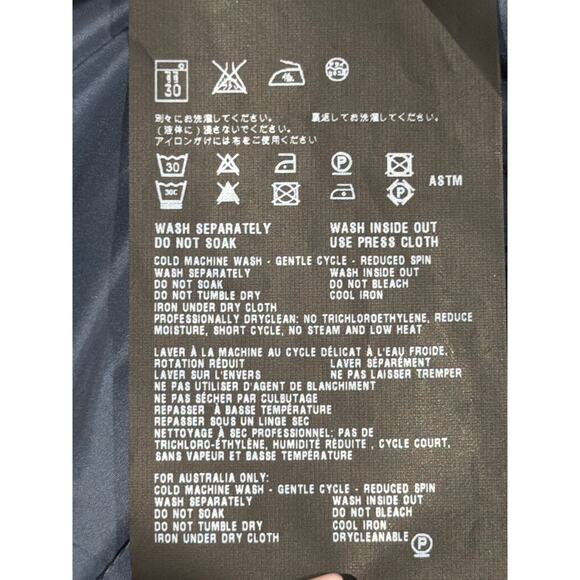 30
別々にお洗濯してください。 裏返してお洗濯してください。
(液体に)浸さないでください。
アイロンがけには布をご使用ください
30 P
30C ASTM
WASH SEPARATELY WASH INSIDE OUT
DO NOT SOAK USE PRESS CLOTH
COLD MACHINE WASH - GENTLE CYCLE - REDUCED SPIN
WASH SEPARATELY WASH INSIDE OUT
DO NOT SOAK DO NOT BLEACH
DO NOT TUMBLE DRY COOL IRON
IRON UNDER DRY CLOTH
PROFESSIONALLY DRYCLEAN: NO TRICHLOROETHYLENE, REDUCE
MOISTURE, SHORT CYCLE, NO STEAM AND LOW HEAT
LAVER À LA MACHINE AU CYCLE DÉLICAT À L'EAU FROIDE,
ROTATION RÉDUIT LAVER SÉPARÉMENT
LAVER SUR L'ENVERS NE PAS LAISSER TREMPER
NE PAS UTILISER D'AGENT DE BLANCHIMENT
NE PAS SÉCHER PAR CULBUTAGE
REPASSER À BASSE TEMPÉRATURE
REPASSER SOUS UN LINGE SEC
NETTOYAGE À SEC PROFESSIONNEL: PAS DE
TRICHLORO-ÉTHYLÈNE, HUMIDITÉ RÉDUITE , CYCLE COURT,
SANS VAPEUR ET BASSE TEMPÉRATURE
FOR AUSTRALIA ONLY:
COLD MACHINE WASH - GENTLE CYCLE - REDUCED SPIN
WASH SEPARATELY WASH INSIDE OUT
DO NOT SOAK DO NOT BLEACH
DO NOT TUMBLE DRY COOL IRON
IRON UNDER DRY CLOTH DRYCLEANABLE P